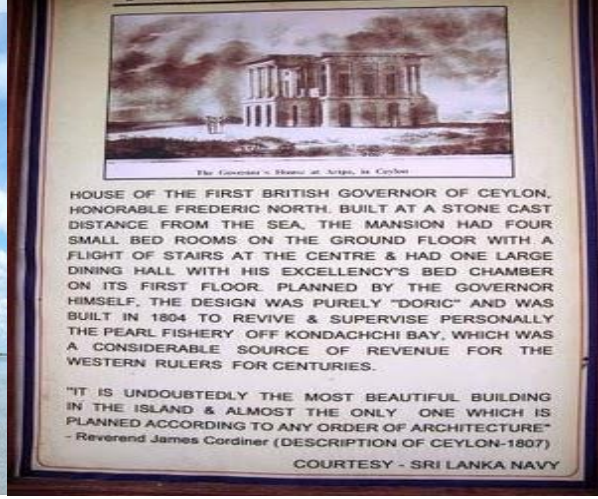 The Governor's House at Aripo, in Ceylon
HOUSE OF THE FIRST BRITISH GOVERNOR OF CEYLON,
HONORABLE FREDERIC NORTH. BUILT AT A STONE CAST
DISTANCE FROM THE SEA, THE MANSION HAD FOUR
SMALL BED ROOMS ON THE GROUND FLOOR WITH A
FLIGHT OF STAIRS AT THE CENTRE & HAD ONE LARGE
DINING HALL WITH HIS EXCELLENCY'S BED CHAMBER
ON ITS FIRST FLOOR. PLANNED BY THE GOVERNOR
HIMSELF, THE DESIGN WAS PURELY "DORIC" AND WAS
BUILT IN 1804 TO REVIVE & SUPERVISE PERSONALLY
THE PEARL FISHERY OFF KONDACHCHI BAY, WHICH WAS
A CONSIDERABLE SOURCE OF REVENUE FOR THE
WESTERN RULERS FOR CENTURIES.
"IT IS UNDOUBTEDLY THE MOST BEAUTIFUL BUILDING
IN THE ISLAND & ALMOST THE ONLY ONE WHICH IS
PLANNED ACCORDING TO ANY ORDER OF ARCHITECTURE"
- Reverend James Cordiner (DESCRIPTION OF CEYLON-1807)
COURTESY - SRI LANKA NAVY